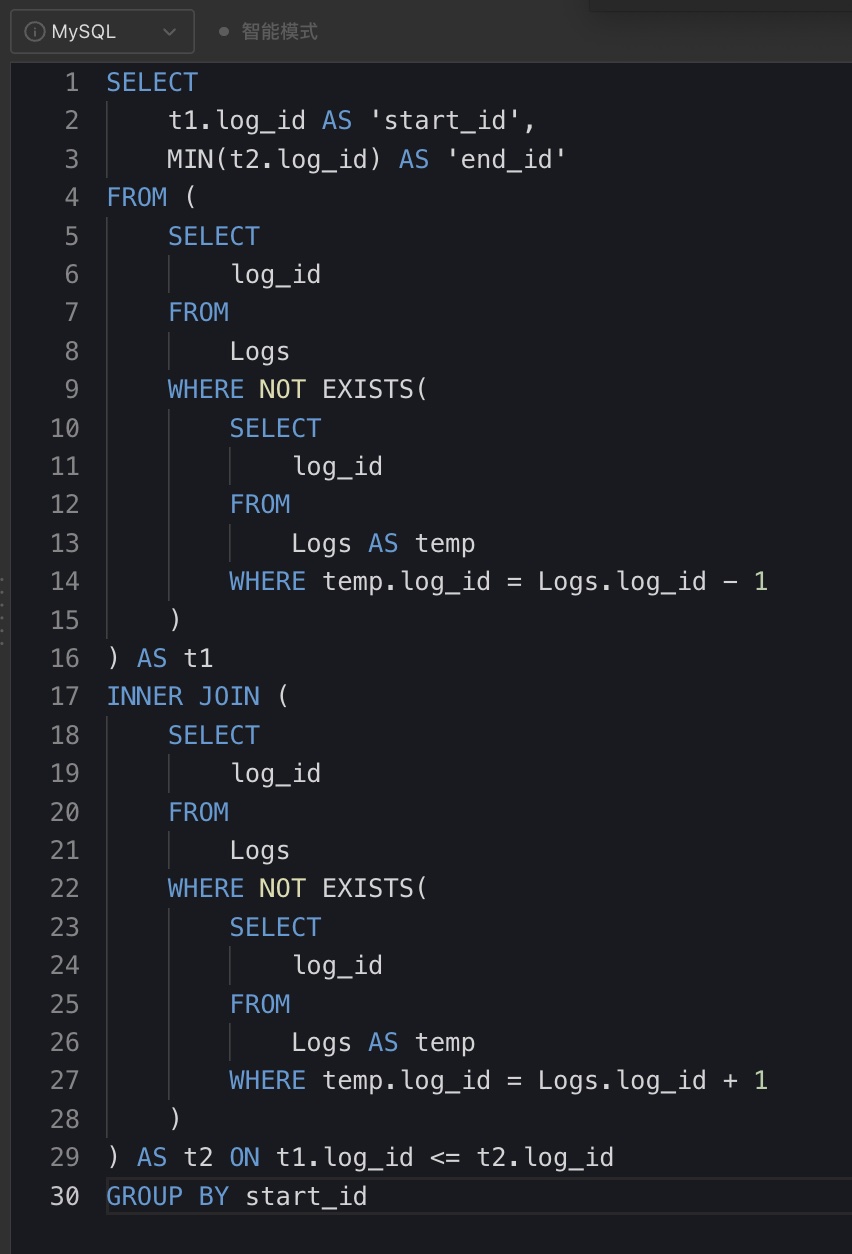 MySQL 智能模式
1 SELECT
2 t1.log_id AS 'start_id',
3 MIN(t2.log_id) AS 'end_id'
4 FROM (
5 SELECT
6 log_id
7 FROM
8 Logs
9 WHERE NOT EXISTS(
10 SELECT
11 log_id
12 FROM
13 Logs AS temp
14 WHERE temp.log_id = Logs.log_id - 1
15 )
16 ) AS t1
17 INNER JOIN (
18 SELECT
19 log_id
20 FROM
21 Logs
22 WHERE NOT EXISTS(
23 SELECT
24 log_id
25 FROM
26 Logs AS temp
27 WHERE temp.log_id = Logs.log_id + 1
28 )
29 ) AS t2 ON t1.log_id <= t2.log_id
30 GROUP BY start_id